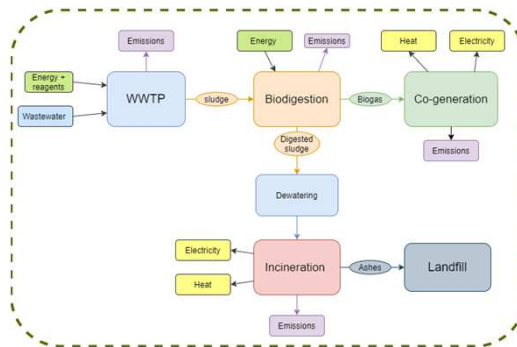 Emissions
Energy
Emissions
Heat
Electricity
Energy +
reagents
WWTP
sludge
Biodigestion
Biogas
Co-generation
Wastewater
Digested
sludge
Emissions
Dewatering
Electricity
Incineration
Ashes
Landfill
Heat
Emissions